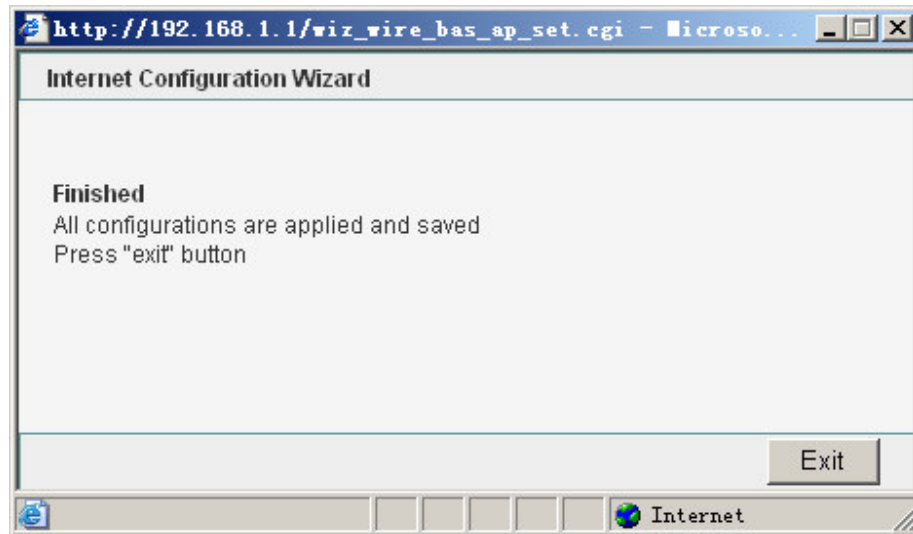 http://192.168.1.1/wiz_wire_bas_ap_set.cgi - Microso...
Internet Configuration Wizard
Finished
All configurations are applied and saved
Press "exit" button
Exit
Internet